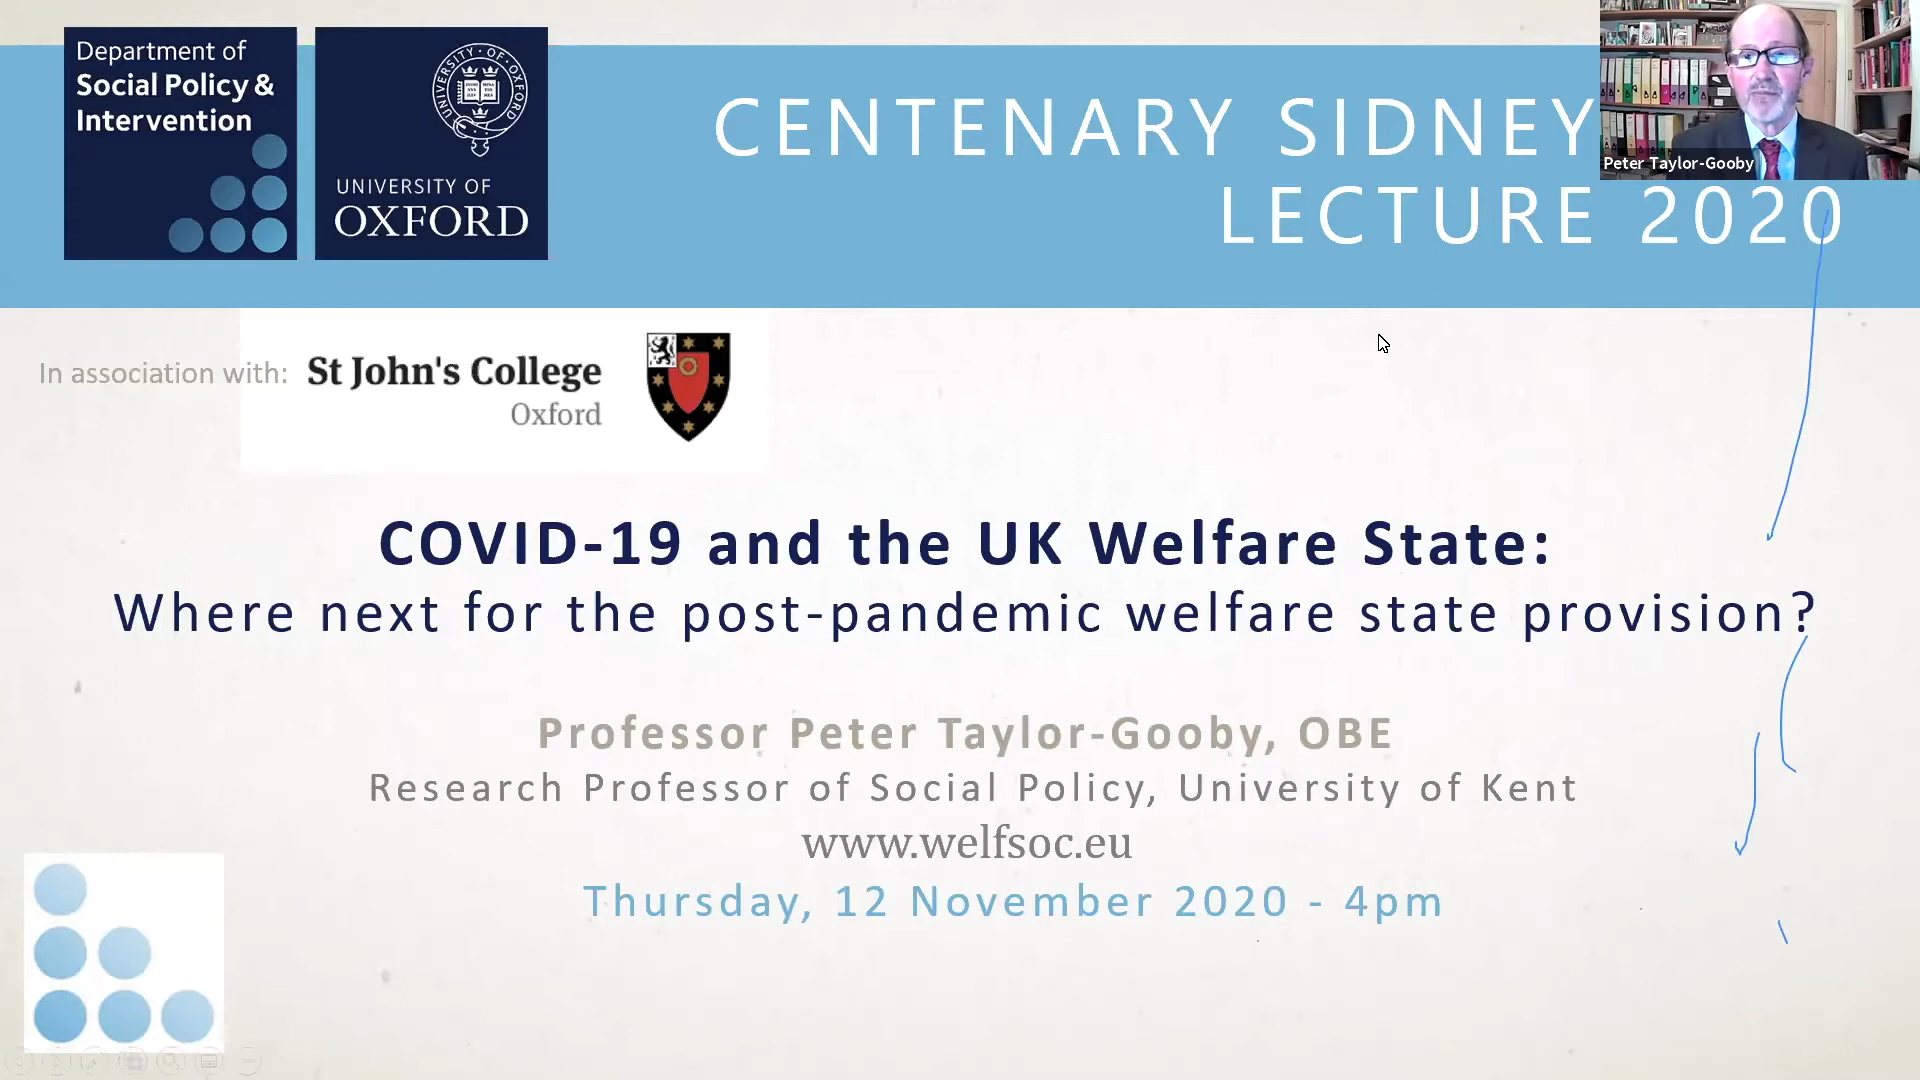 Department of
Social Policy &
Intervention
UNIVERSITY OF OXFORD
UNIVERSITY OF
OXFORD
CENTENARY SIDNEY
LECTURE 2020
Peter Taylor-Gooby
In association with:
St John's College
Oxford
COVID-19 and the UK Welfare State:
Where next for the post-pandemic welfare state provision?
Professor Peter Taylor-Gooby, OBE
Research Professor of Social Policy, University of Kent
www.welfsoc.eu
Thursday, 12 November 2020 - 4pm